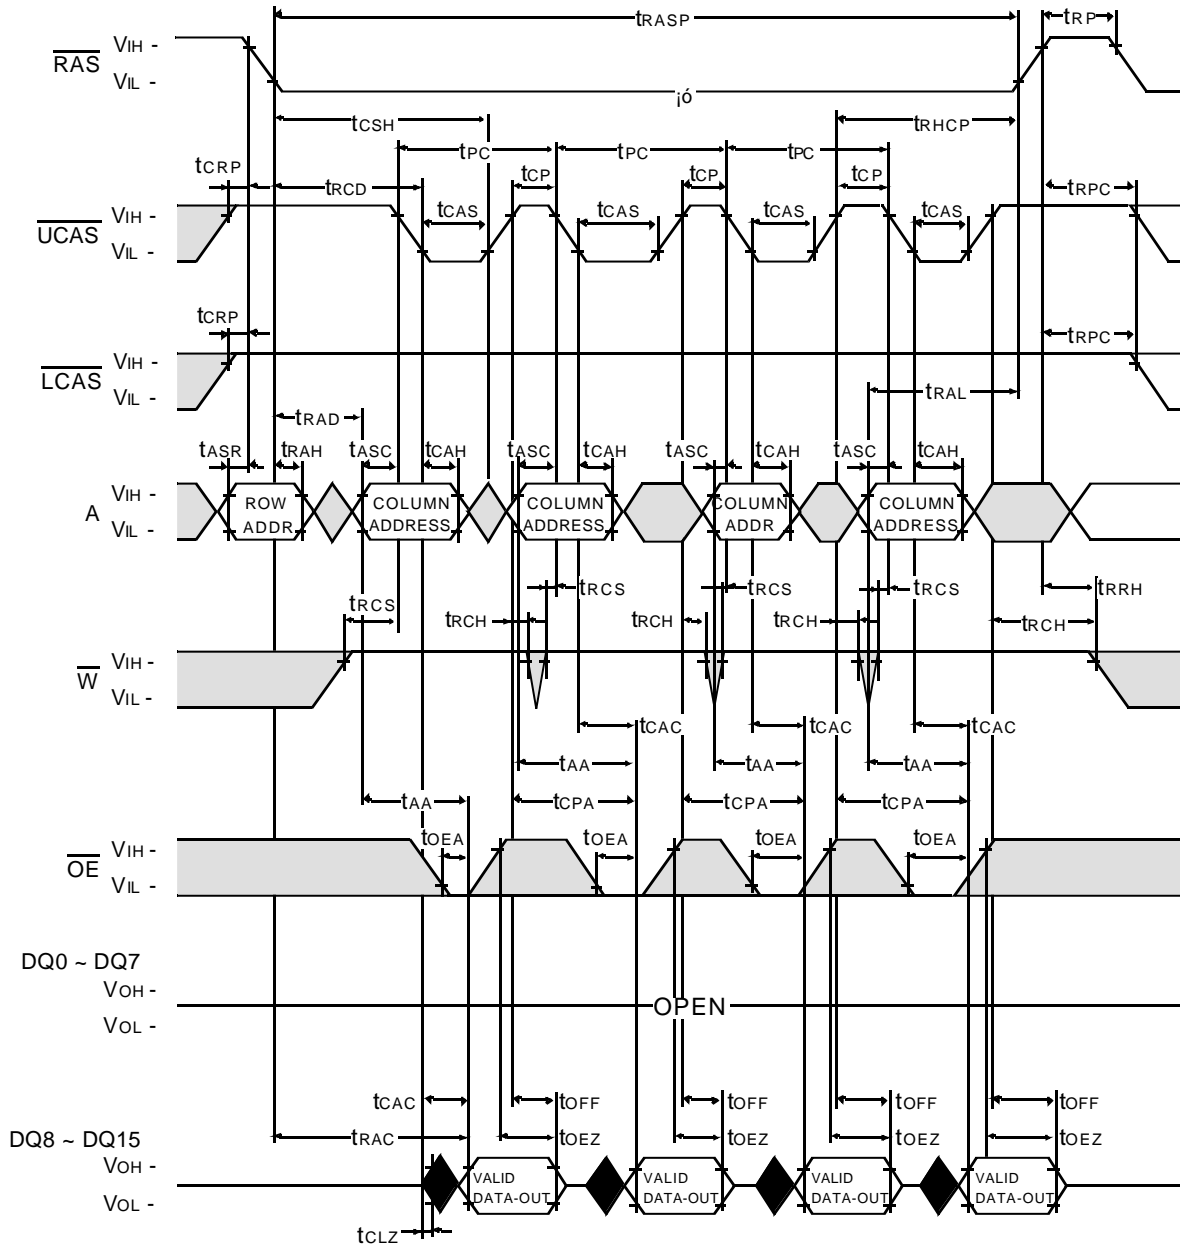 tRASP
tRP
RAS
VIH -
VIL -
¡ó
tCSH
tRHCP
tPC
tPC
tPC
tCRP
tRCD
tCP
tCP
tCP
tRPC
tCAS
tCAS
tCAS
tCAS
UCAS
VIH -
VIL -
tCRP
tRPC
LCAS
VIH -
VIL -
tRAL
tRAD
tASR
tRAH
tASC
tCAH
tASC
tCAH
tASC
tCAH
tASC
tCAH
A
VIH -
VIL -
ROW
ADDR
COLUMN
ADDRESS
COLUMN
ADDRESS
COLUMN
ADDR
COLUMN
ADDRESS
tRCS
tRCS
tRCS
tRCS
tRRH
tRCH
tRCH
tRCH
tRCH
W
VIH -
VIL -
tCAC
tCAC
tCAC
tAA
tAA
tAA
tAA
tCPA
tCPA
tCPA
tOEA
tOEA
tOEA
tOEA
OE
VIH -
VIL -
DQ0 ~ DQ7
VOH -
VOL -
OPEN
tCAC
tOFF
tOFF
tOFF
tOFF
DQ8 ~ DQ15
tRAC
tOEZ
tOEZ
tOEZ
tOEZ
VOH -
VOL -
VALID
DATA-OUT
VALID
DATA-OUT
VALID
DATA-OUT
VALID
DATA-OUT
tCLZ